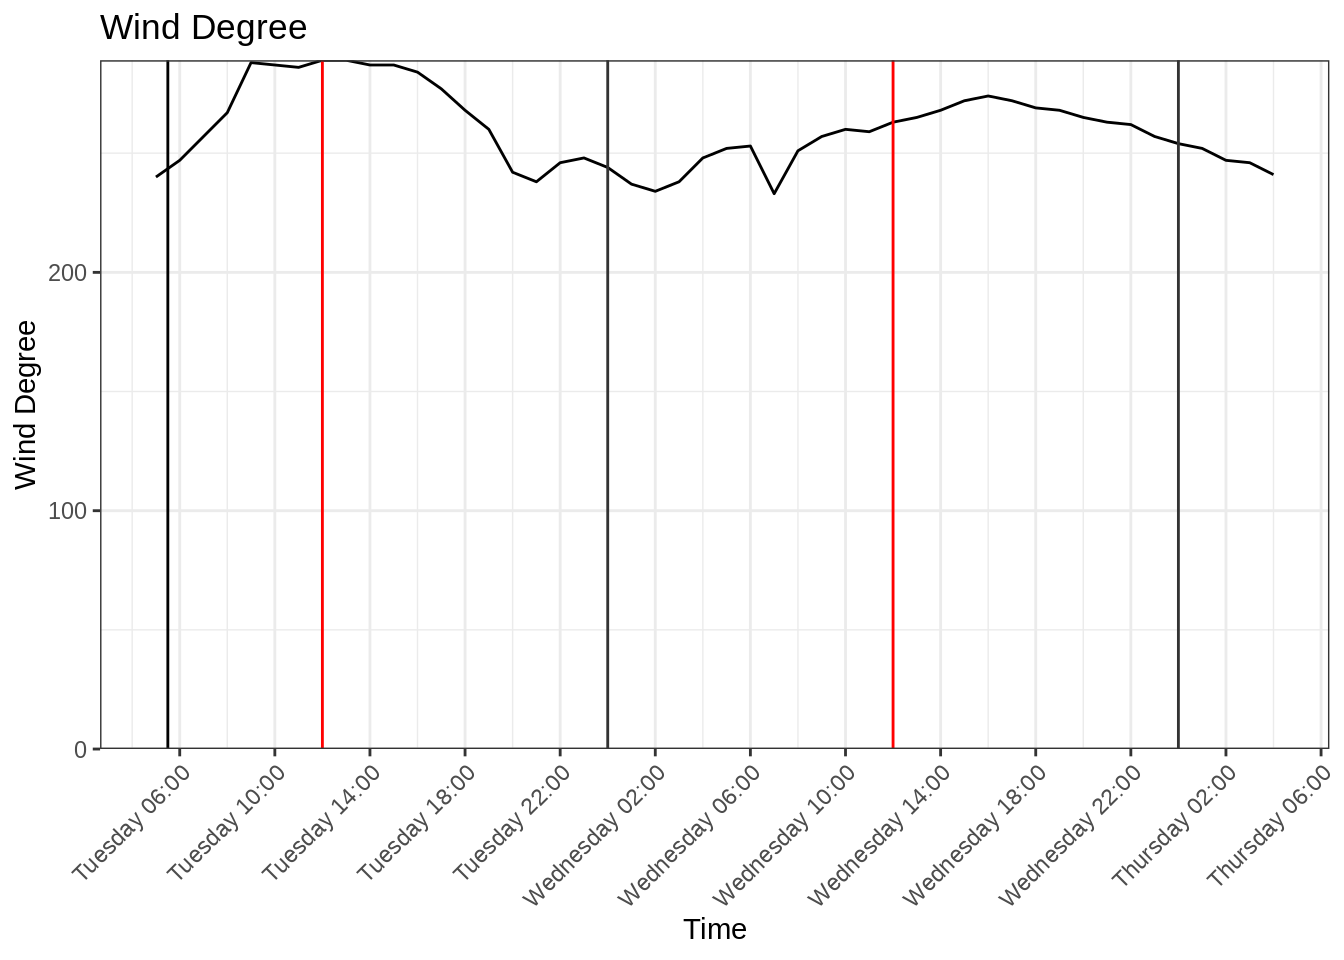 Wind Degree
Wind Degree
200
100
0
Tuesday 06:00
Tuesday 10:00
Tuesday 14:00
Tuesday 18:00
Tuesday 22:00
Wednesday 02:00
Wednesday 06:00
Wednesday 10:00
Wednesday 14:00
Wednesday 18:00
Wednesday 22:00
Thursday 02:00
Thursday 06:00
Time